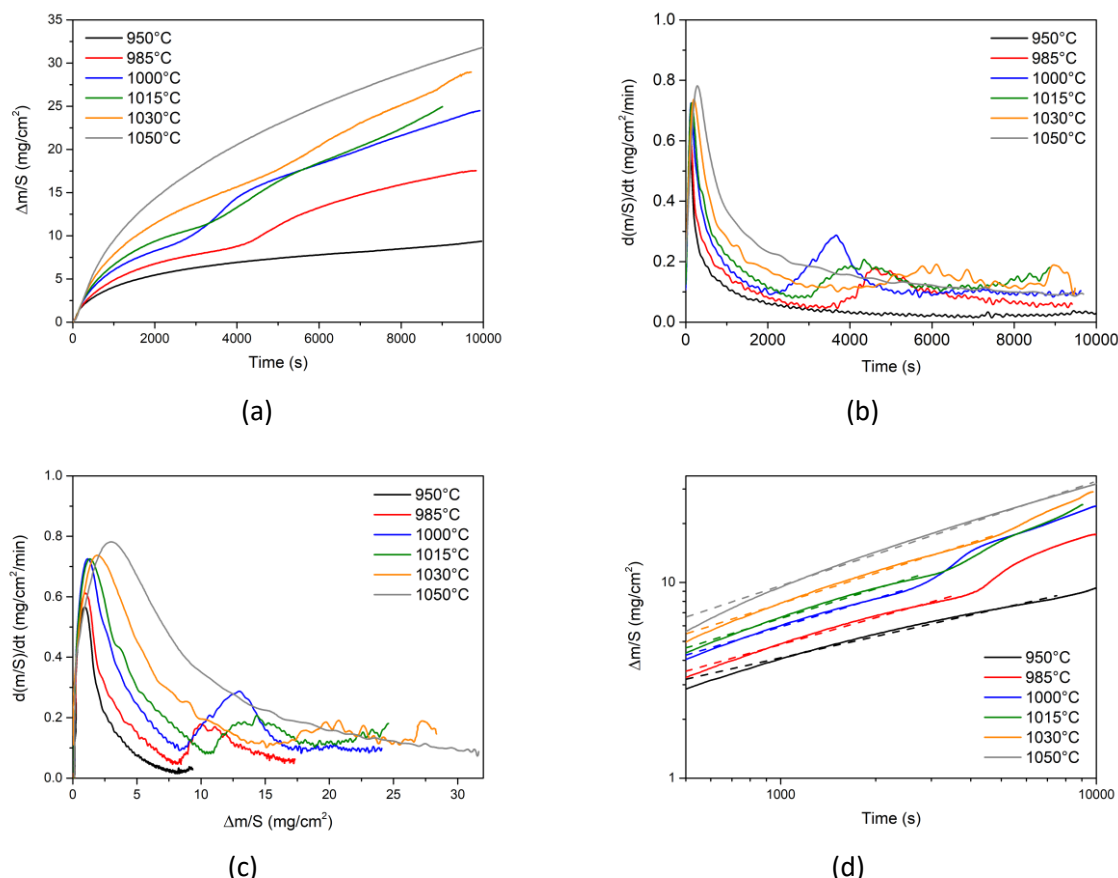 35
30
25
20
15
10
5
0
Δm/S (mg/cm²)
950°C
985°C
1000°C
1015°C
1030°C
1050°C
0 2000 4000 6000 8000 10000
Time (s)
(a)
1.0
0.8
0.6
0.4
0.2
0.0
d(m/S)/dt (mg/cm²/min)
950°C
985°C
1000°C
1015°C
1030°C
1050°C
0 2000 4000 6000 8000 10000
Time (s)
(b)
1.0
0.8
0.6
0.4
0.2
0.0
d(m/S)/dt (mg/cm²/min)
950°C
985°C
1000°C
1015°C
1030°C
1050°C
0 5 10 15 20 25 30
Δm/S (mg/cm²)
(c)
10
1
Δm/S (mg/cm²)
950°C
985°C
1000°C
1015°C
1030°C
1050°C
1000 10000
Time (s)
(d)